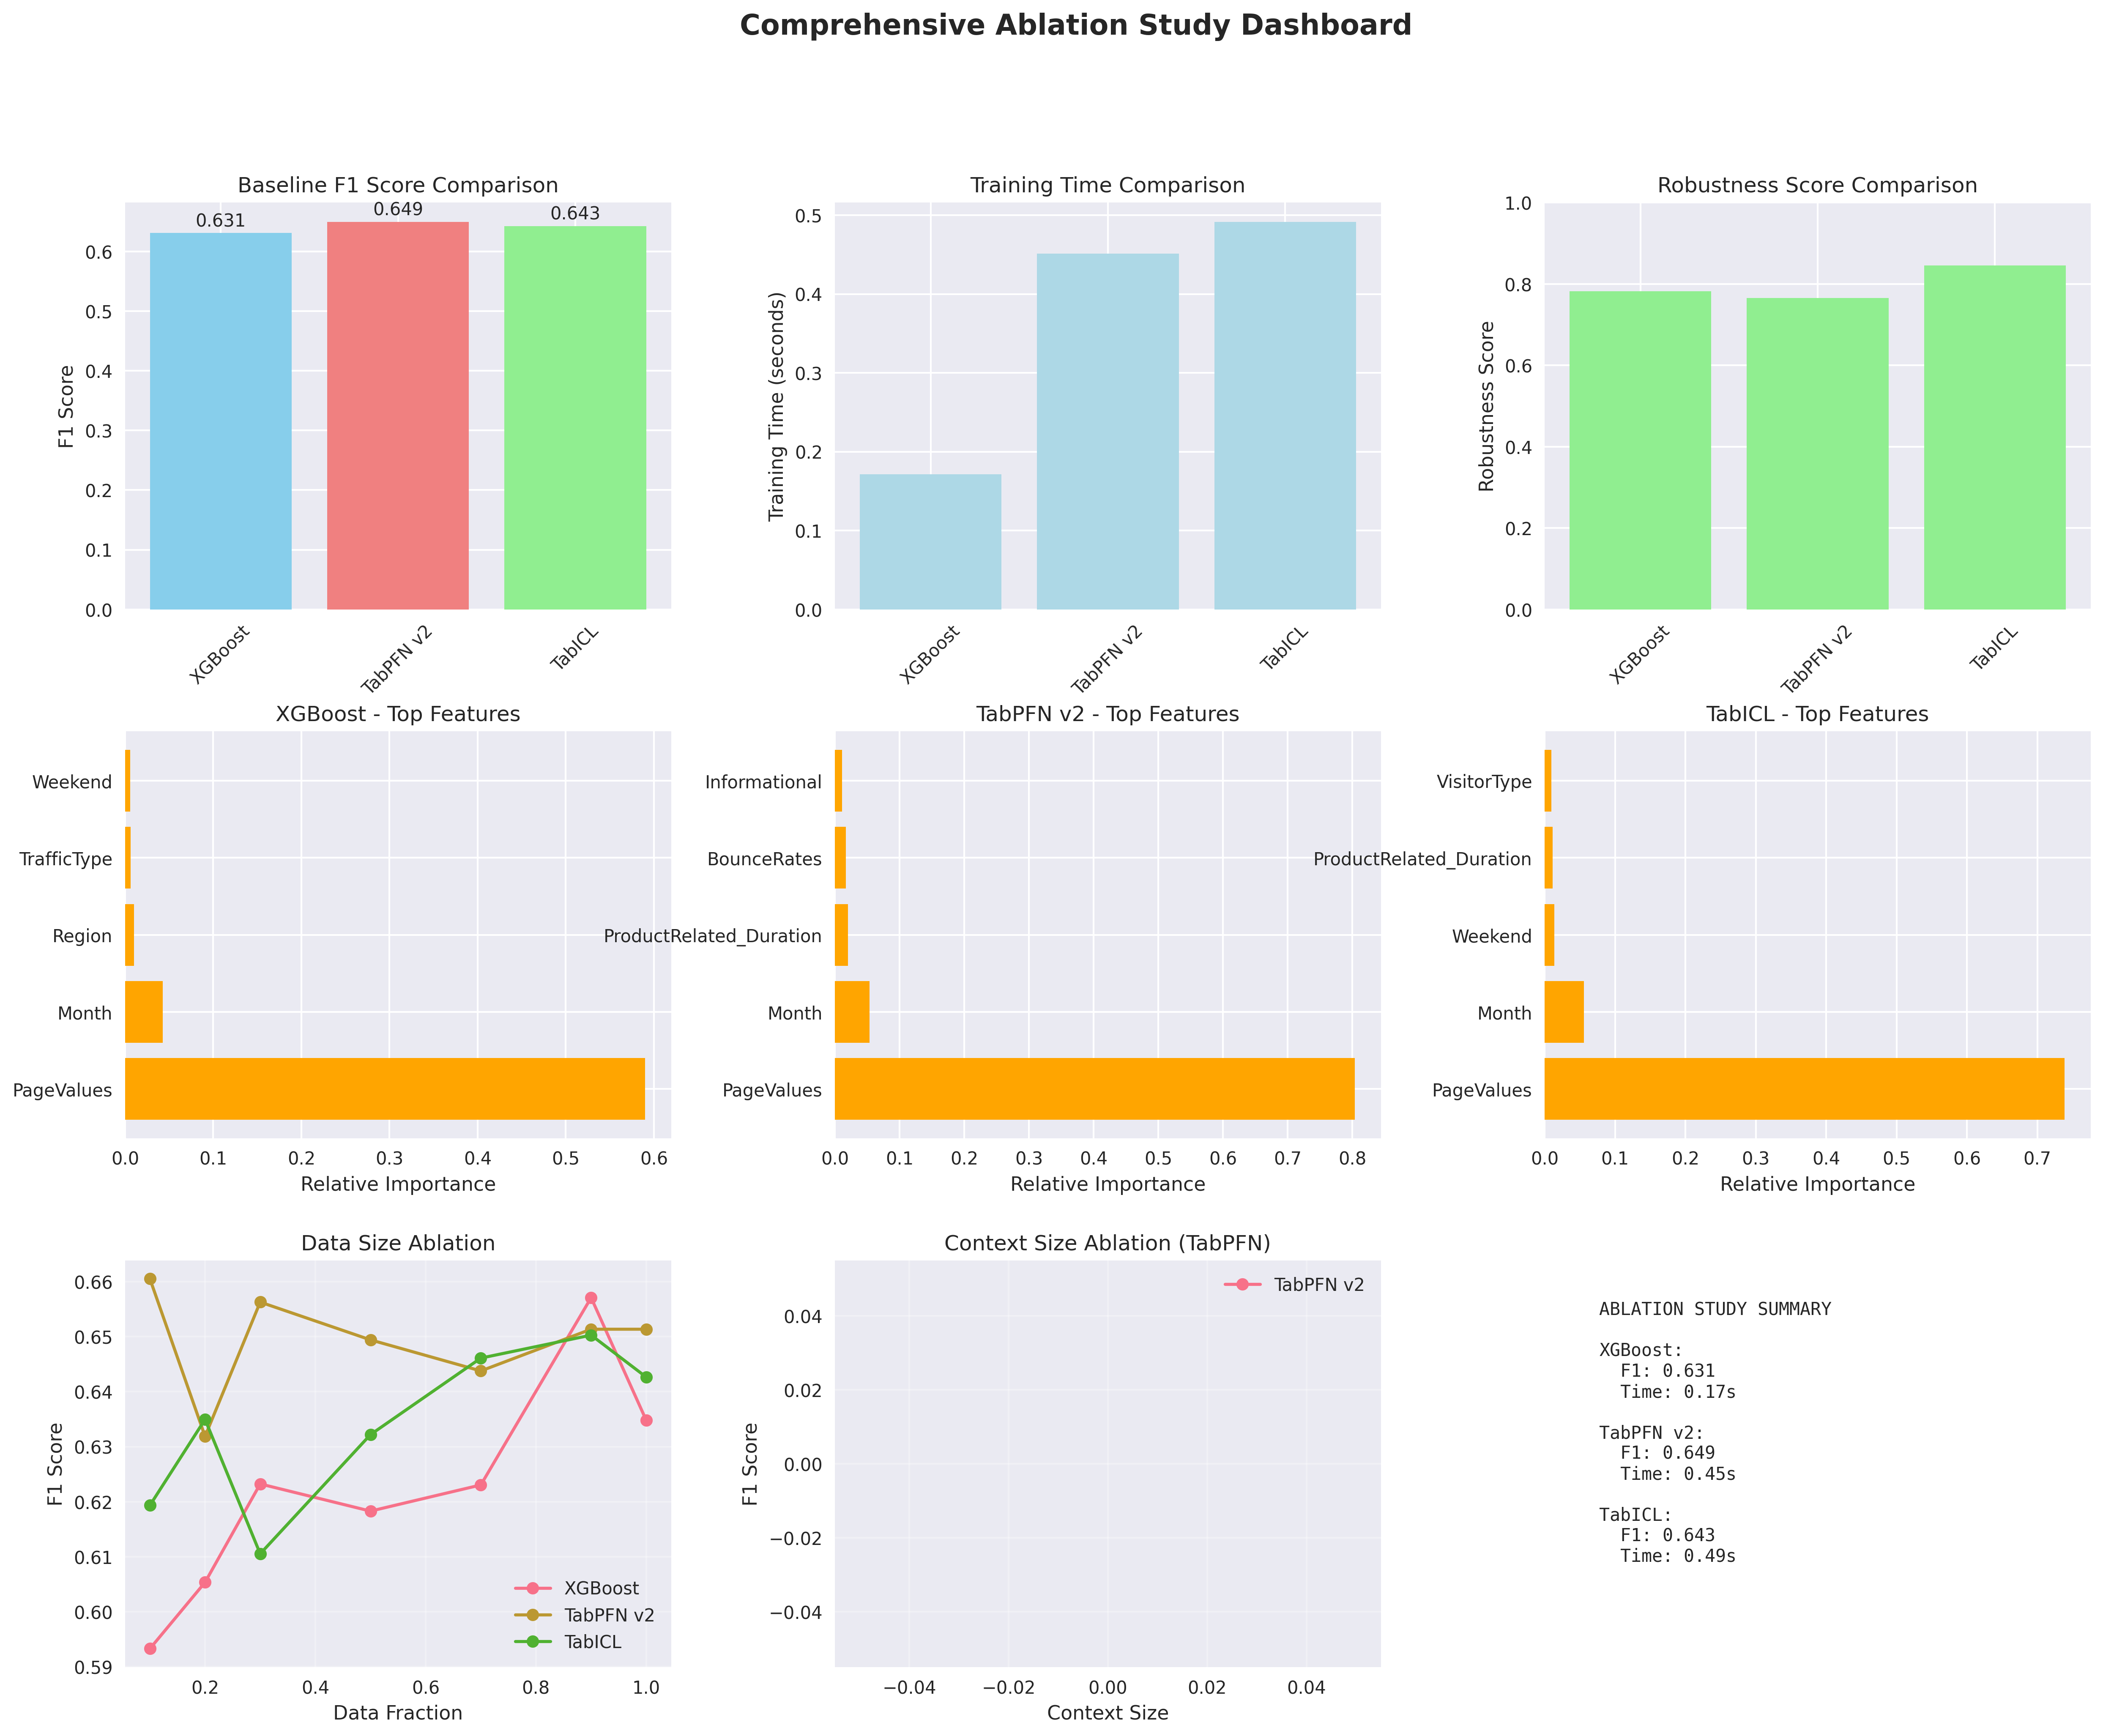 Comprehensive Ablation Study Dashboard
Baseline F1 Score Comparison
F1 Score
0.6
0.5
0.4
0.3
0.2
0.1
0.0
0.631
0.649
0.643
XGBoost
TabPFN v2
TabICL
Training Time Comparison
Training Time (seconds)
0.5
0.4
0.3
0.2
0.1
0.0
XGBoost
TabPFN v2
TabICL
Robustness Score Comparison
Robustness Score
1.0
0.8
0.6
0.4
0.2
0.0
XGBoost
TabPFN v2
TabICL
XGBoost - Top Features
Weekend
TrafficType
Region
Month
PageValues
0.0 0.1 0.2 0.3 0.4 0.5 0.6
Relative Importance
TabPFN v2 - Top Features
Informational
BounceRates
ProductRelated_Duration
Month
PageValues
0.0 0.1 0.2 0.3 0.4 0.5 0.6 0.7 0.8
Relative Importance
TabICL - Top Features
VisitorType
ProductRelated_Duration
Weekend
Month
PageValues
0.0 0.1 0.2 0.3 0.4 0.5 0.6 0.7
Relative Importance
Data Size Ablation
F1 Score
0.66
0.65
0.64
0.63
0.62
0.61
0.60
0.59
XGBoost
TabPFN v2
TabICL
0.2 0.4 0.6 0.8 1.0
Data Fraction
Context Size Ablation (TabPFN)
TabPFN v2
F1 Score
0.04
0.02
0.00
−0.02
−0.04
−0.04 −0.02 0.00 0.02 0.04
Context Size
ABLATION STUDY SUMMARY
XGBoost:
F1: 0.631
Time: 0.17s
TabPFN v2:
F1: 0.649
Time: 0.45s
TabICL:
F1: 0.643
Time: 0.49s